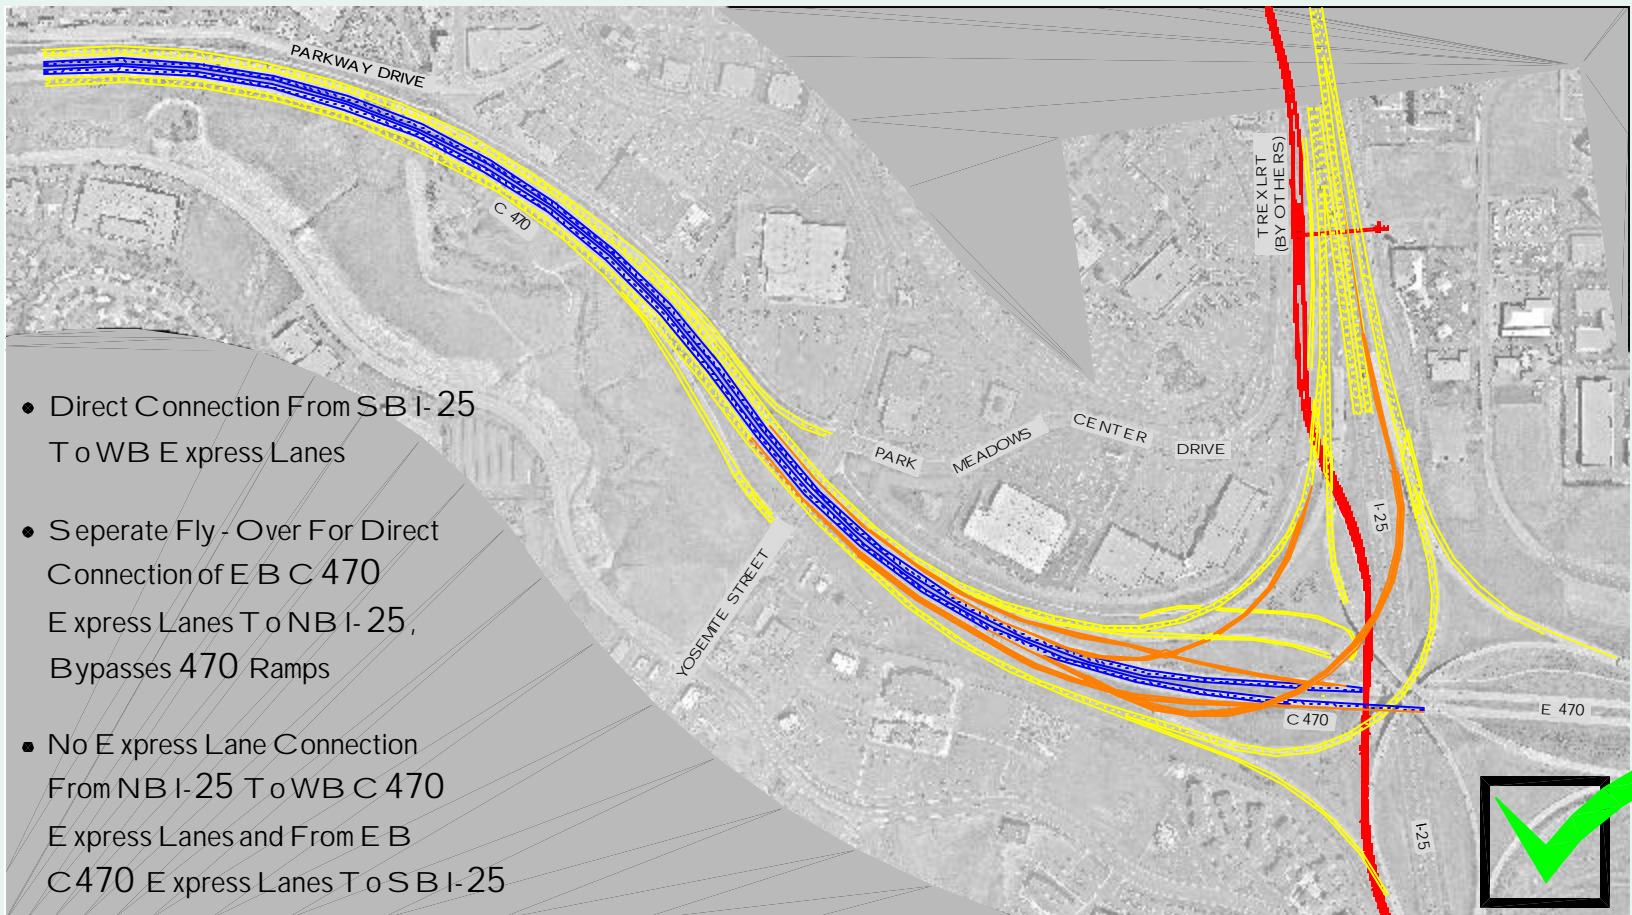 PARKWAY DRIVE
C 470
TREX LRT
(BY OTHERS)
• Direct Connection From SB I-25
To WB Express Lanes
PARK MEADOWS CENTER DRIVE
I-25
• Seperate Fly-Over For Direct
Connection of EB C470
Express Lanes To NB I-25,
Bypasses 470 Ramps
YOSEMITE STREET
C 470
E 470
• No Express Lane Connection
From NB I-25 To WB C470
Express Lanes and From EB
C470 Express Lanes To SB I-25
I-25